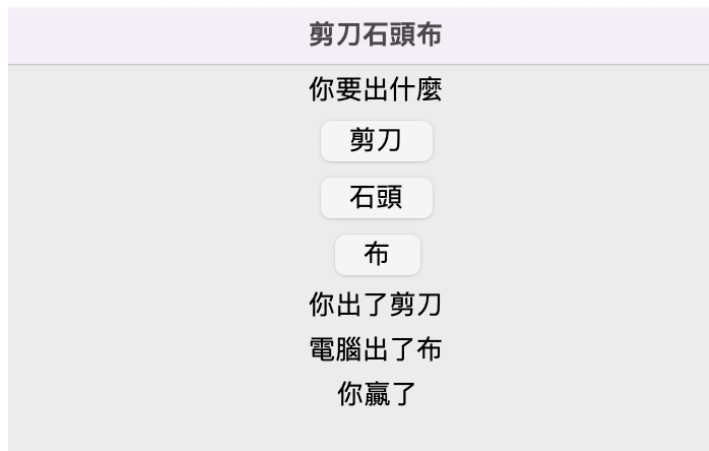 剪刀石頭布
你要出什麼
剪刀
石頭
布
你出了剪刀
電腦出了布
你贏了